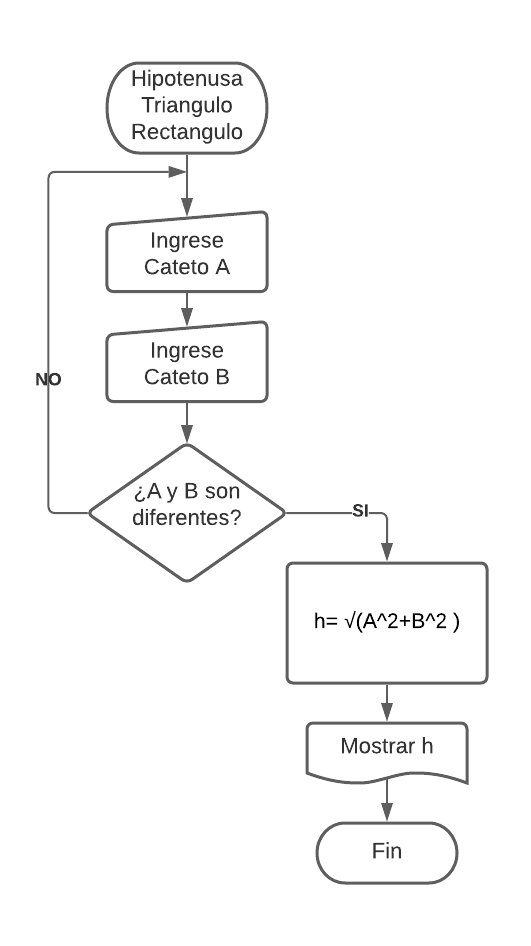 Hipotenusa
Triangulo
Rectangulo
Ingrese
Cateto A
Ingrese
Cateto B
NO
¿A y B son
diferentes?
SI
h= √(A^2+B^2 )
Mostrar h
Fin